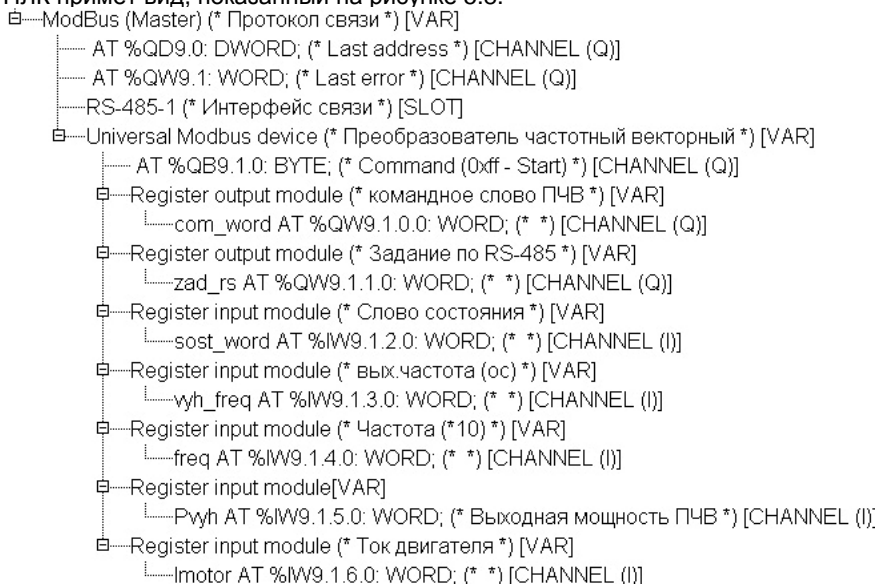 ПЛК примет вид, показанный на рисунке 3.3.
ModBus (Master) (* Протокол связи *) [VAR]
AT %QD9.0: DWORD; (* Last address *) [CHANNEL (Q)]
AT %QW9.1: WORD; (* Last error *) [CHANNEL (Q)]
RS-485-1 (* Интерфейс связи *) [SLOT]
Universal Modbus device (* Преобразователь частотный векторный *) [VAR]
AT %QB9.1.0: BYTE; (* Command (0xff - Start) *) [CHANNEL (Q)]
Register output module (* командное слово ПЧВ *) [VAR]
com_word AT %QW9.1.0.0: WORD; (* *) [CHANNEL (Q)]
Register output module (* Задание по RS-485 *) [VAR]
zad_rs AT %QW9.1.1.0: WORD; (* *) [CHANNEL (Q)]
Register input module (* Слово состояния *) [VAR]
sost_word AT %IW9.1.2.0: WORD; (* *) [CHANNEL (I)]
Register input module (* вых.частота (ос) *) [VAR]
vyh_freq AT %IW9.1.3.0: WORD; (* *) [CHANNEL (I)]
Register input module (* Частота (*10) *) [VAR]
freq AT %IW9.1.4.0: WORD; (* *) [CHANNEL (I)]
Register input module[VAR]
Pvyh AT %IW9.1.5.0: WORD; (* Выходная мощность ПЧВ *) [CHANNEL (I)]
Register input module (* Ток двигателя *) [VAR]
Imotor AT %IW9.1.6.0: WORD; (* *) [CHANNEL (I)]